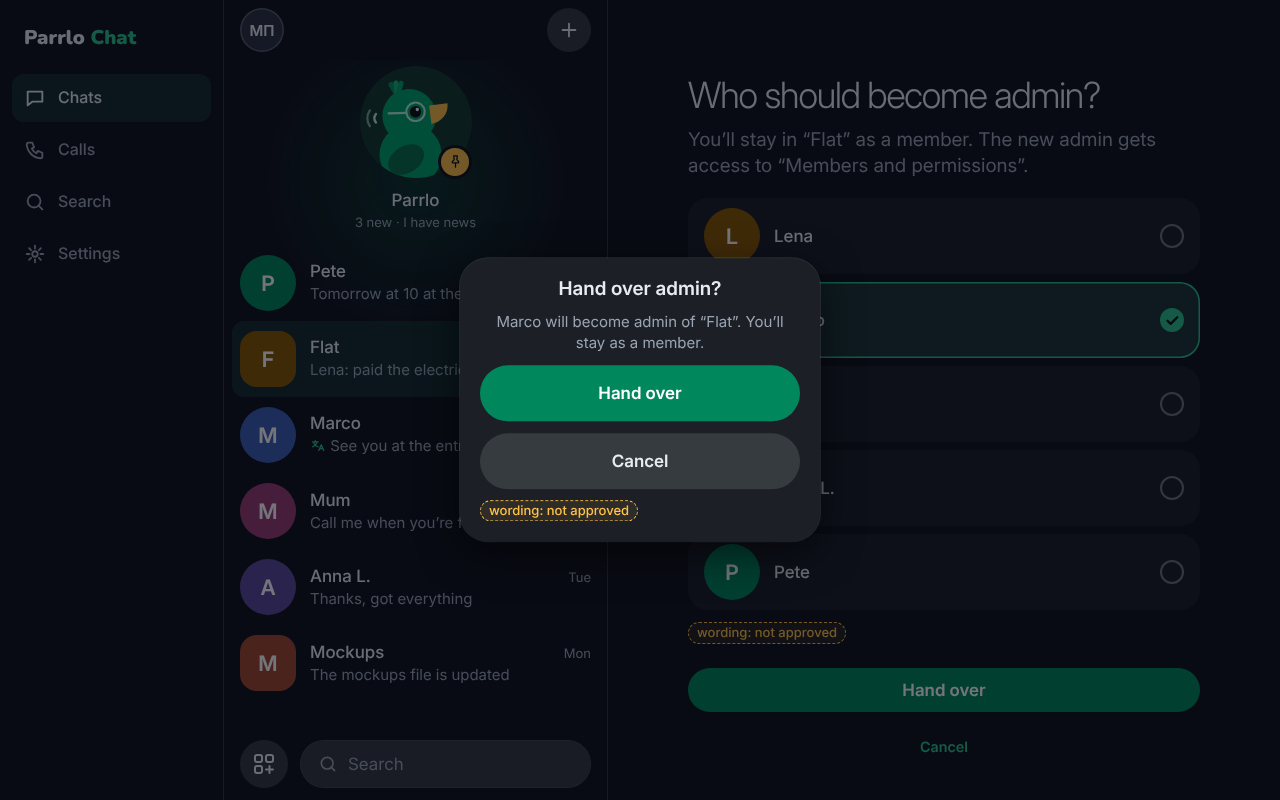 Parrlo Chat
Chats
Calls
Search
Settings
МП
Parrlo
3 new · I have news
P
Pete
Tomorrow at 10 at the
F
Flat
Lena: paid the electri
M
Marco
See you at the ent
M
Mum
Call me when you're
A
Anna L.
Tue
Thanks, got everything
M
Mockups
Mon
The mockups file is updated
Search
Who should become admin?
You'll stay in “Flat” as a member. The new admin gets
access to “Members and permissions”.
L
Lena
L.
P
Pete
wording: not approved
Hand over
Cancel
Hand over admin?
Marco will become admin of “Flat”. You'll
stay as a member.
Hand over
Cancel
wording: not approved